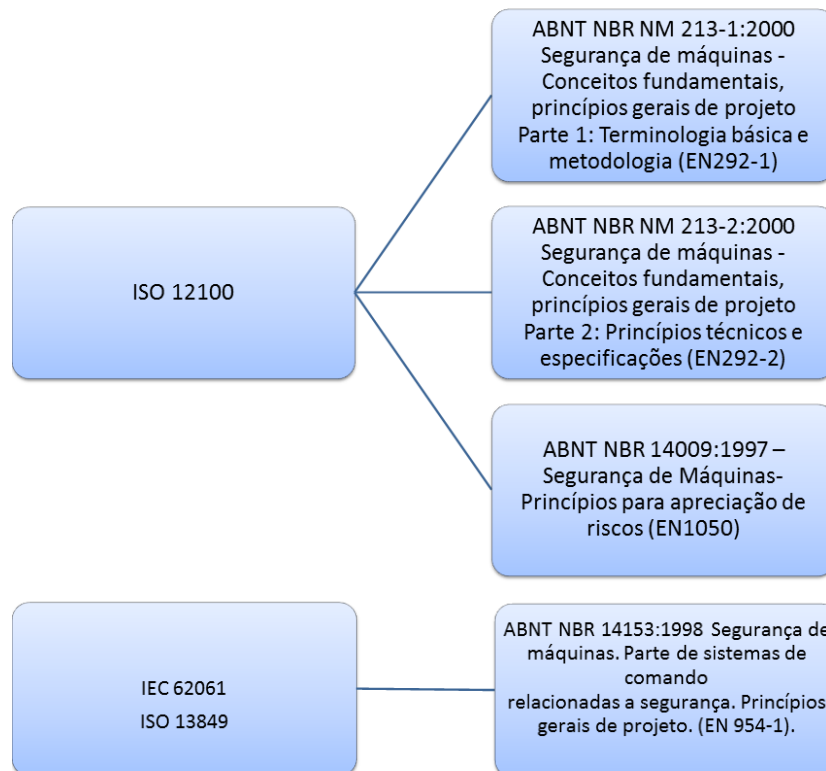 ABNT NBR NM 213-1:2000
Segurança de máquinas -
Conceitos fundamentais,
princípios gerais de projeto
Parte 1: Terminologia básica e
metodologia (EN292-1)
ISO 12100
ABNT NBR NM 213-2:2000
Segurança de máquinas -
Conceitos fundamentais,
princípios gerais de projeto
Parte 2: Princípios técnicos e
especificações (EN292-2)
ABNT NBR 14009:1997 –
Segurança de Máquinas-
Princípios para apreciação de
riscos (EN1050)
IEC 62061
ISO 13849
ABNT NBR 14153:1998 Segurança de
máquinas. Parte de sistemas de
comando
relacionadas a segurança. Princípios
gerais de projeto. (EN 954-1).